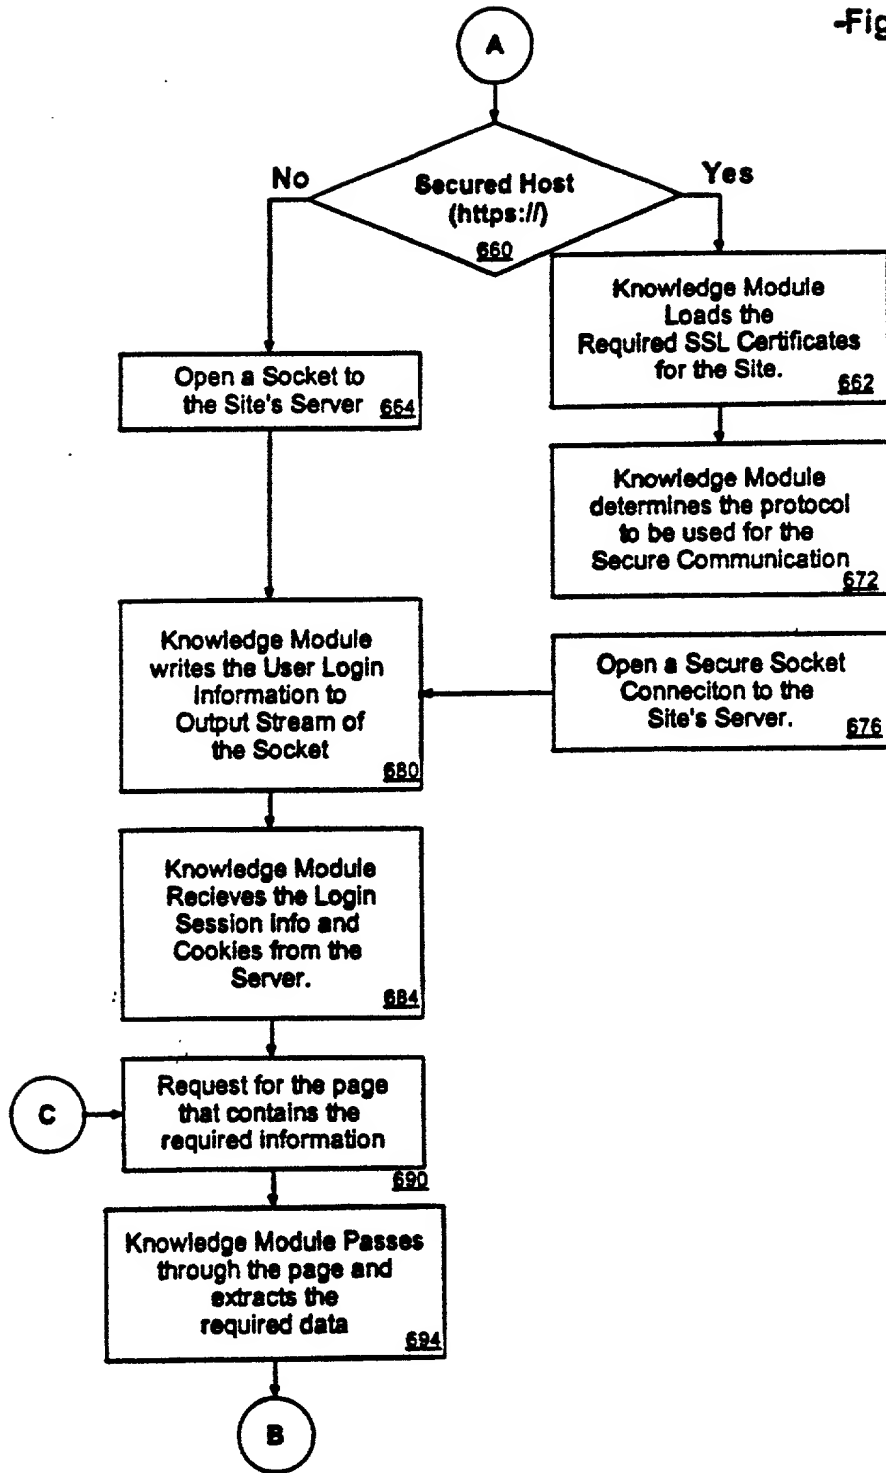 -Fig
A
No
Yes
Secured Host
(https://)
660
Knowledge Module
Loads the
Required SSL Certificates
for the Site.
662
Open a Socket to
the Site's Server 664
Knowledge Module
determines the protocol
to be used for the
Secure Communication
672
Knowledge Module
writes the User Login
Information to
Output Stream of
the Socket
680
Open a Secure Socket
Conneciton to the
Site's Server.
676
Knowledge Module
Recieves the Login
Session info and
Cookies from the
Server.
684
C
Request for the page
that contains the
required information
690
Knowledge Module Passes
through the page and
extracts the
required data
694
B